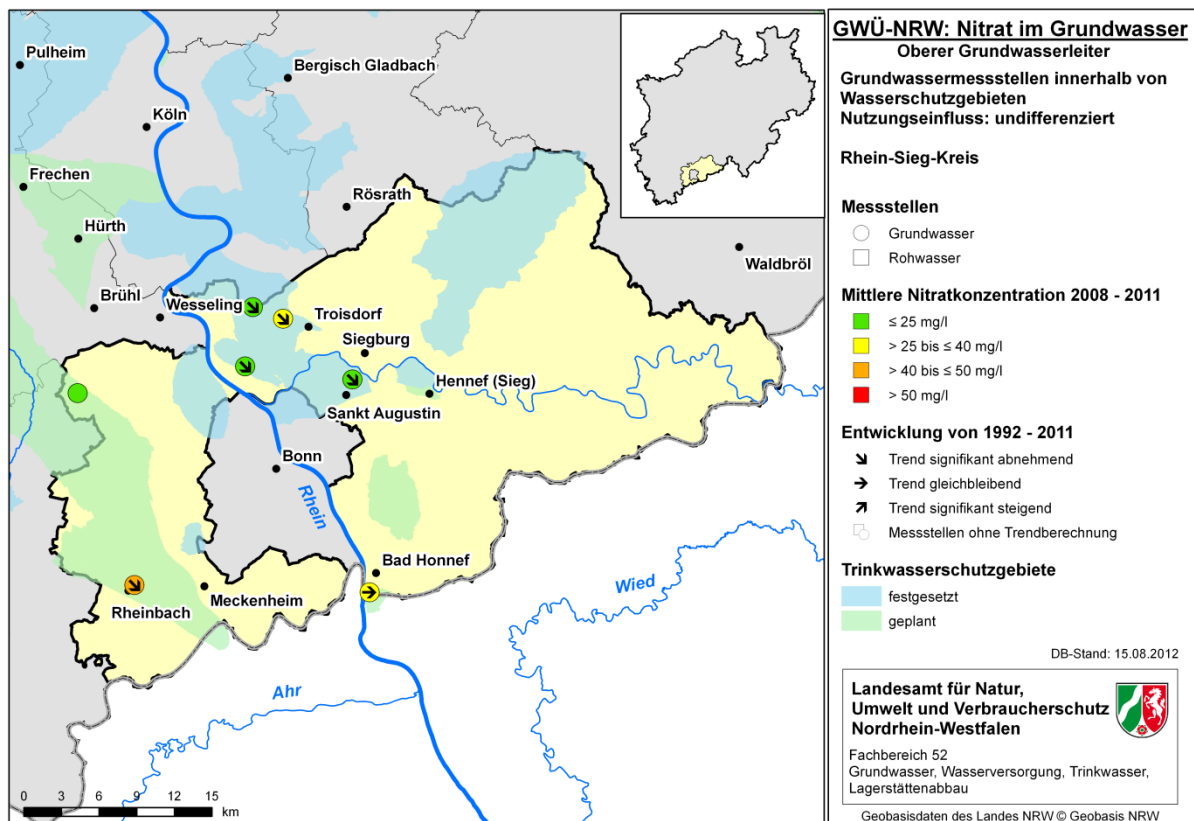 Pulheim
Bergisch Gladbach
Köln
Frechen
Rösrath
Hürth
Waldbröl
Brühl
Wesseling
Troisdorf
Siegburg
Hennef (Sieg)
Sankt Augustin
Bonn
Rhein
Bad Honnef
Wied
Rheinbach
Meckenheim
Ahr
0 3 6 9 12 15
km
GWÜ-NRW: Nitrat im Grundwasser
Oberer Grundwasserleiter
Grundwassermessstellen innerhalb von
Wasserschutzgebieten
Nutzungseinfluss: undifferenziert
Rhein-Sieg-Kreis
Messstellen
Grundwasser
Rohwasser
Mittlere Nitratkonzentration 2008 - 2011
≤ 25 mg/l
> 25 bis ≤ 40 mg/l
> 40 bis ≤ 50 mg/l
> 50 mg/l
Entwicklung von 1992 - 2011
Trend signifikant abnehmend
Trend gleichbleibend
Trend signifikant steigend
Messstellen ohne Trendberechnung
Trinkwasserschutzgebiete
festgesetzt
geplant
DB-Stand: 15.08.2012
Landesamt für Natur,
Umwelt und Verbraucherschutz
Nordrhein-Westfalen
Fachbereich 52
Grundwasser, Wasserversorgung, Trinkwasser,
Lagerstättenabbau
Geobasisdaten des Landes NRW © Geobasis NRW